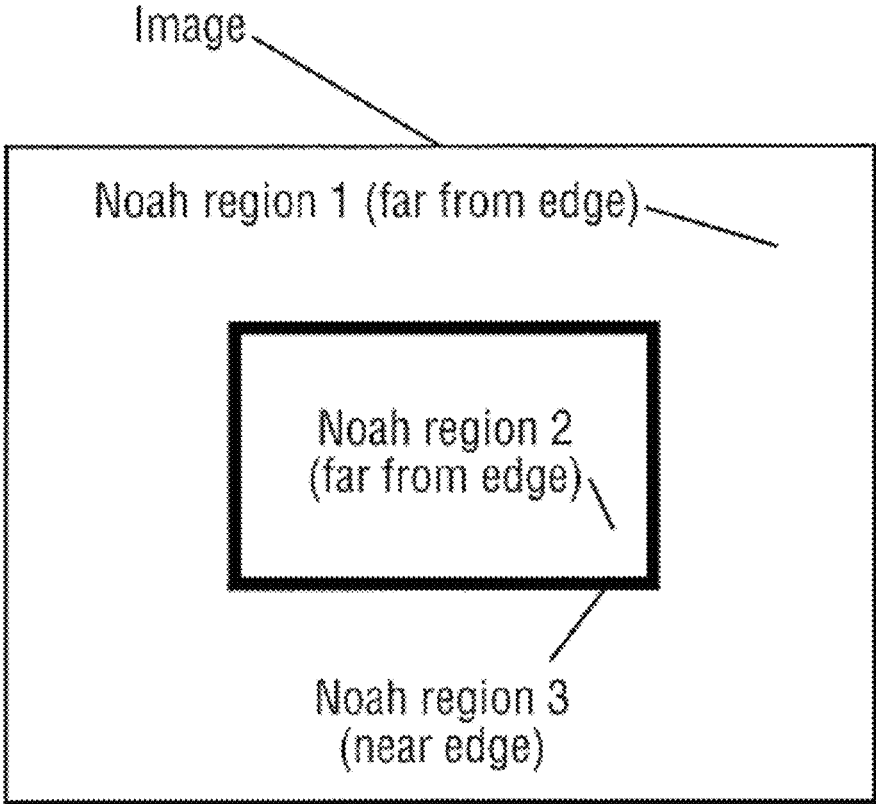 Image
Noah region 1 (far from edge)
Noah region 2
(far from edge)
Noah region 3
(near edge)